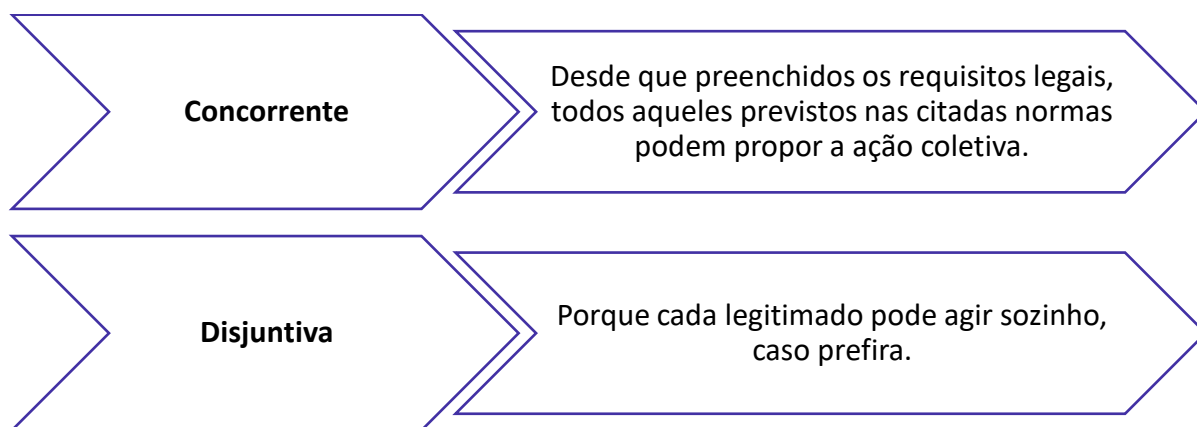 Concorrente
Desde que preenchidos os requisitos legais,
todos aqueles previstos nas citadas normas
podem propor a ação coletiva.
Disjuntiva
Porque cada legitimado pode agir sozinho,
caso prefira.